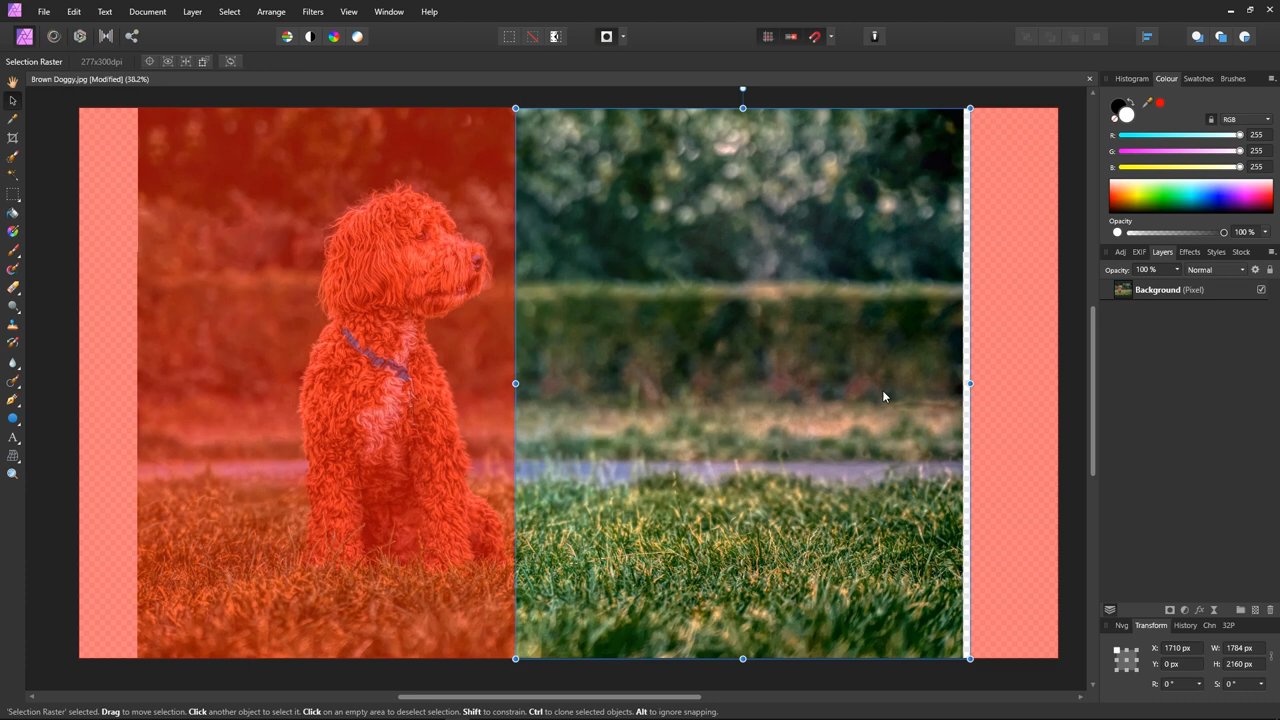 File Edit Text Document Layer Select Arrange Filters View Window Help
Selection Raster 277x300dpi
Brown Doggy.jpg [Modified] (38.2%)
Histogram Colour Swatches Brushes
RGB
R: 255
G: 255
B: 255
Opacity
100 %
Adj EXIF Layers Effects Styles Stock
Opacity: 100 % Normal
Background (Pixel)
fx
Nvg Transform History Chn 32P
X: 1710 px W: 1784 px
Y: 0 px H: 2160 px
R: 0 ° S: 0 °
'Selection Raster' selected. Drag to move selection. Click another object to select it. Click on an empty area to deselect selection. Shift to constrain. Ctrl to clone selected objects. Alt to ignore snapping.